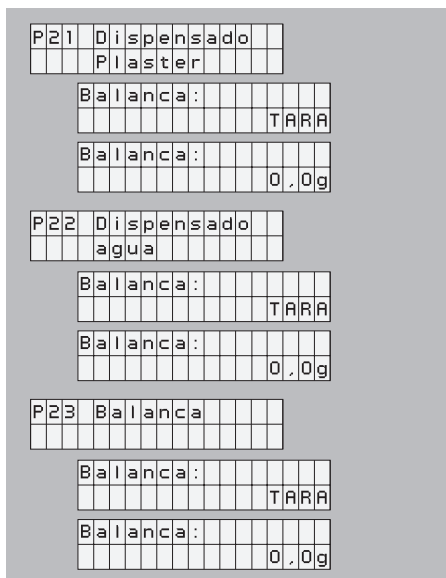 P21 Dispensado
Plaster
Balanca:
TARA
Balanca:
0,0g
P22 Dispensado
agua
Balanca:
TARA
Balanca:
0,0g
P23 Balanca
Balanca:
TARA
Balanca:
0,0g